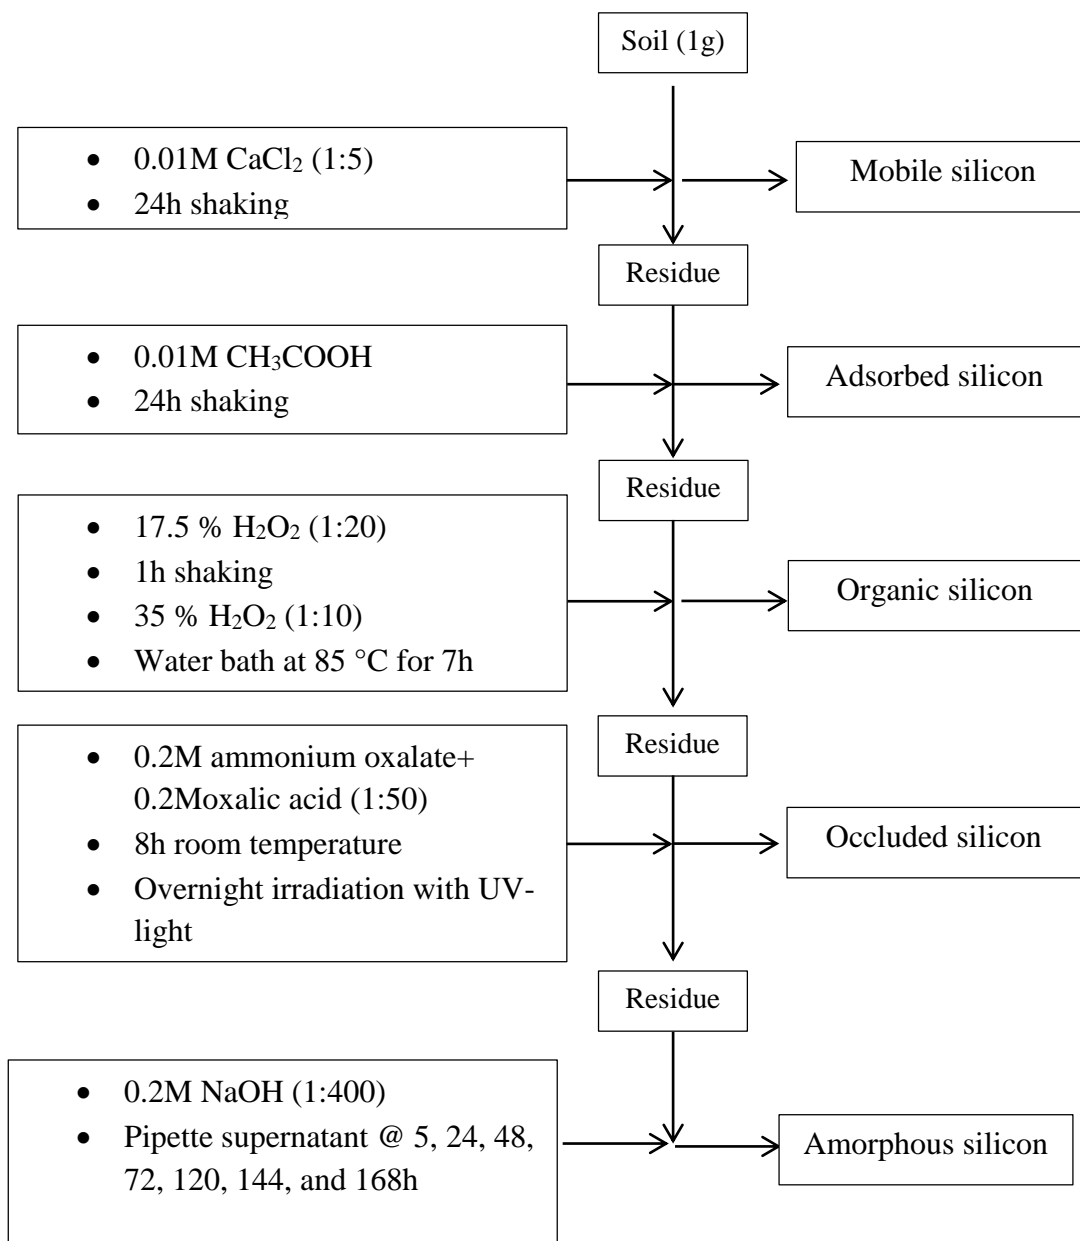 Soil (1g)
• 0.01M CaCl₂ (1:5)
• 24h shaking
Mobile silicon
Residue
• 0.01M CH₃COOH
• 24h shaking
Adsorbed silicon
Residue
• 17.5 % H₂O₂ (1:20)
• 1h shaking
• 35 % H₂O₂ (1:10)
• Water bath at 85 °C for 7h
Organic silicon
Residue
• 0.2M ammonium oxalate+
0.2Moxalic acid (1:50)
• 8h room temperature
• Overnight irradiation with UV-
light
Occluded silicon
Residue
• 0.2M NaOH (1:400)
• Pipette supernatant @ 5, 24, 48,
72, 120, 144, and 168h
Amorphous silicon